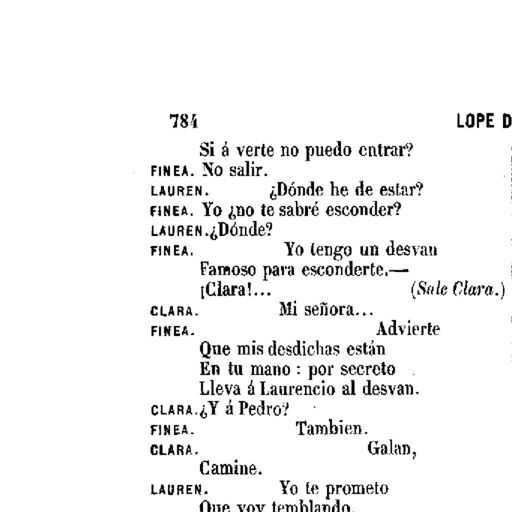 784 LOPE D
Si á verte no puedo entrar?
FINEA. No salir.
LAUREN. ¿Dónde he de estar?
FINEA. Yo ¿no te sabré esconder?
LAUREN. ¿Dónde?
FINEA. Yo tengo un desvan
Famoso para esconderte.—
¡Clara!... (Sale Clara.)
CLARA. Mi señora...
FINEA. Advierte
Que mis desdichas están
En tu mano : por secreto
Lleva á Laurencio al desvan.
CLARA. ¿Y á Pedro?
FINEA. Tambien.
CLARA. Galan,
Camine.
LAUREN. Yo te prometo
Que voy temblando.